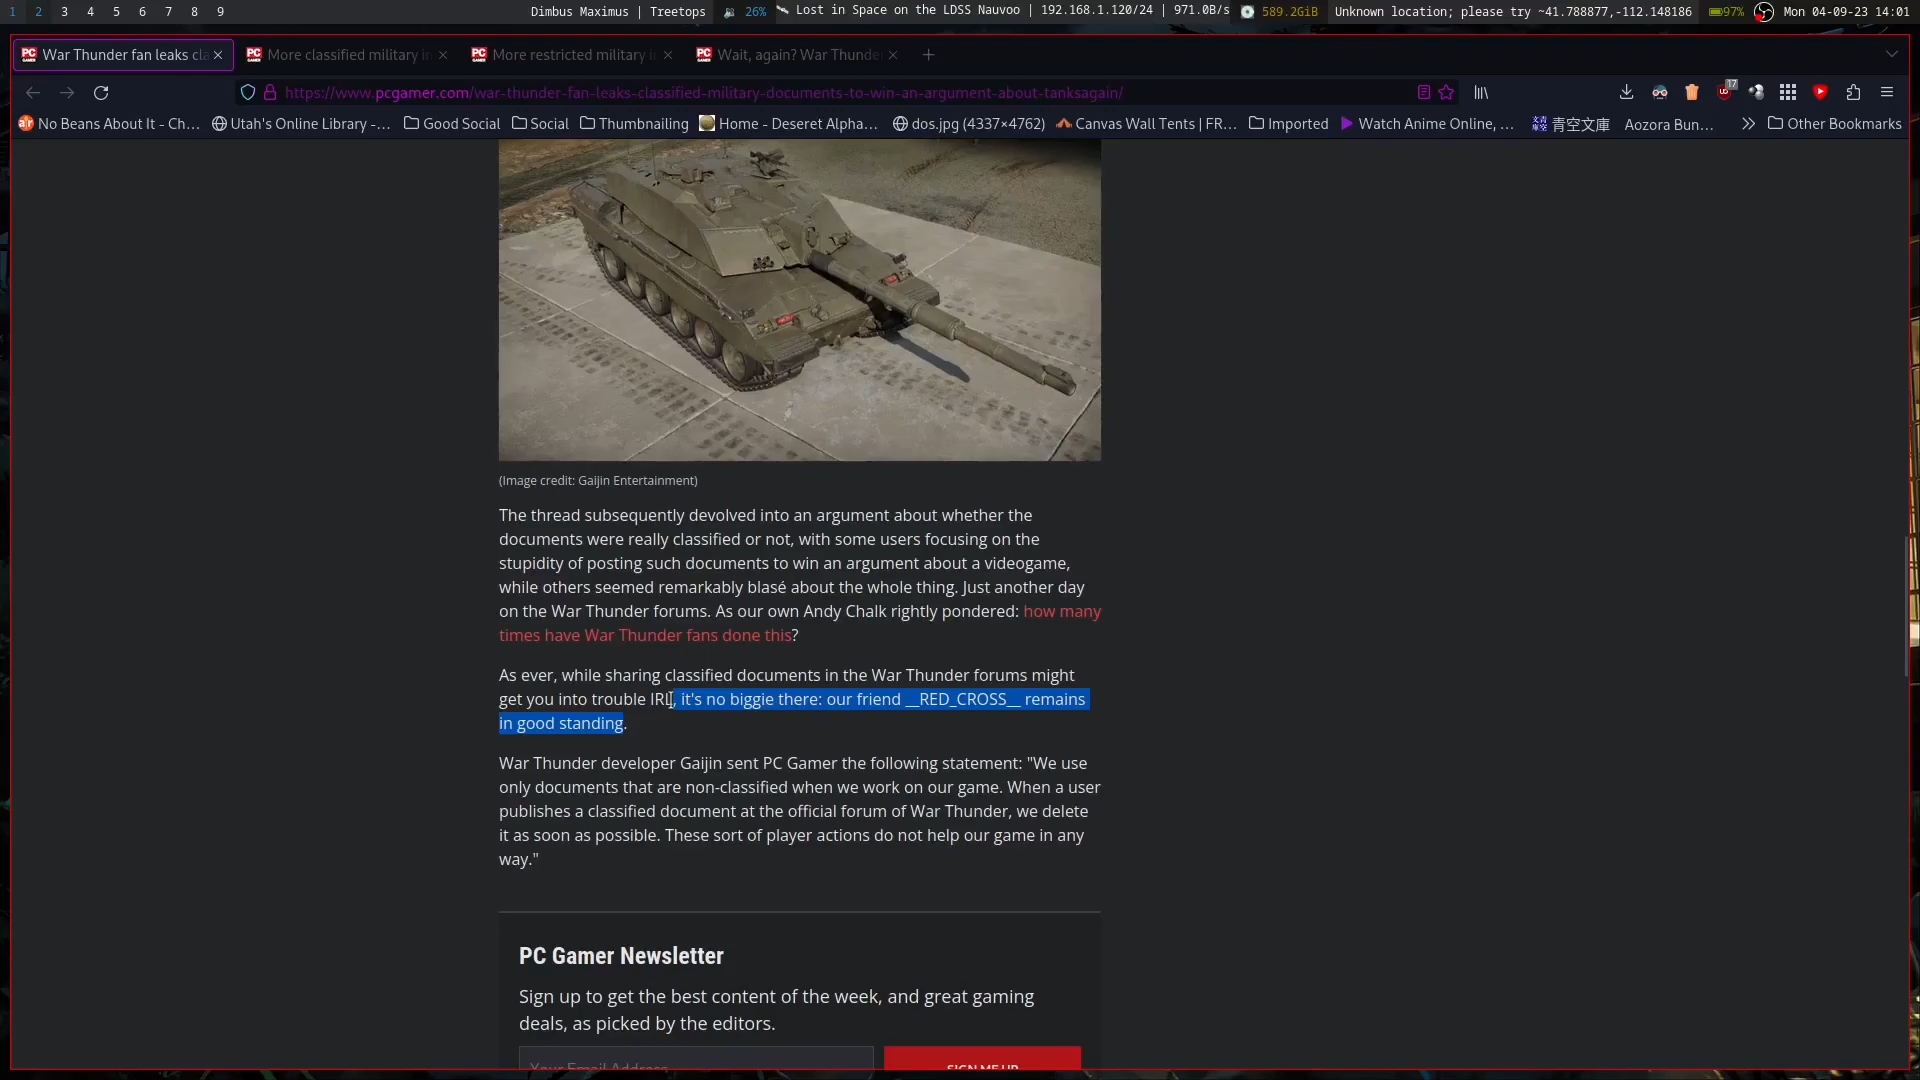 1 2 3 4 5 6 7 8 9
Dimbus Maximus | Treetops
26%
Lost in Space on the LDSS Nauvoo | 192.168.1.120/24 | 971.0B/s
589.2GiB
Unknown location; please try ~41.788877,-112.148186
97%
Mon 04-09-23 14:01
War Thunder fan leaks cla
More classified military i
More restricted military i
Wait, again? War Thunde
https://www.pcgamer.com/war-thunder-fan-leaks-classified-military-documents-to-win-an-argument-about-tanksagain/
17
No Beans About It - Ch...
Utah's Online Library -...
Good Social
Social
Thumbnailing
Home - Deseret Alpha...
dos.jpg (4337×4762)
Canvas Wall Tents | FR...
Imported
Watch Anime Online, ...
青空文庫 Aozora Bun...
Other Bookmarks
(Image credit: Gaijin Entertainment)
The thread subsequently devolved into an argument about whether the
documents were really classified or not, with some users focusing on the
stupidity of posting such documents to win an argument about a videogame,
while others seemed remarkably blasé about the whole thing. Just another day
on the War Thunder forums. As our own Andy Chalk rightly pondered: how many
times have War Thunder fans done this?
As ever, while sharing classified documents in the War Thunder forums might
get you into trouble IRL, it's no biggie there: our friend __RED_CROSS__ remains
in good standing.
War Thunder developer Gaijin sent PC Gamer the following statement: "We use
only documents that are non-classified when we work on our game. When a user
publishes a classified document at the official forum of War Thunder, we delete
it as soon as possible. These sort of player actions do not help our game in any
way."
PC Gamer Newsletter
Sign up to get the best content of the week, and great gaming
deals, as picked by the editors.
Your Email Address
SIGN ME UP